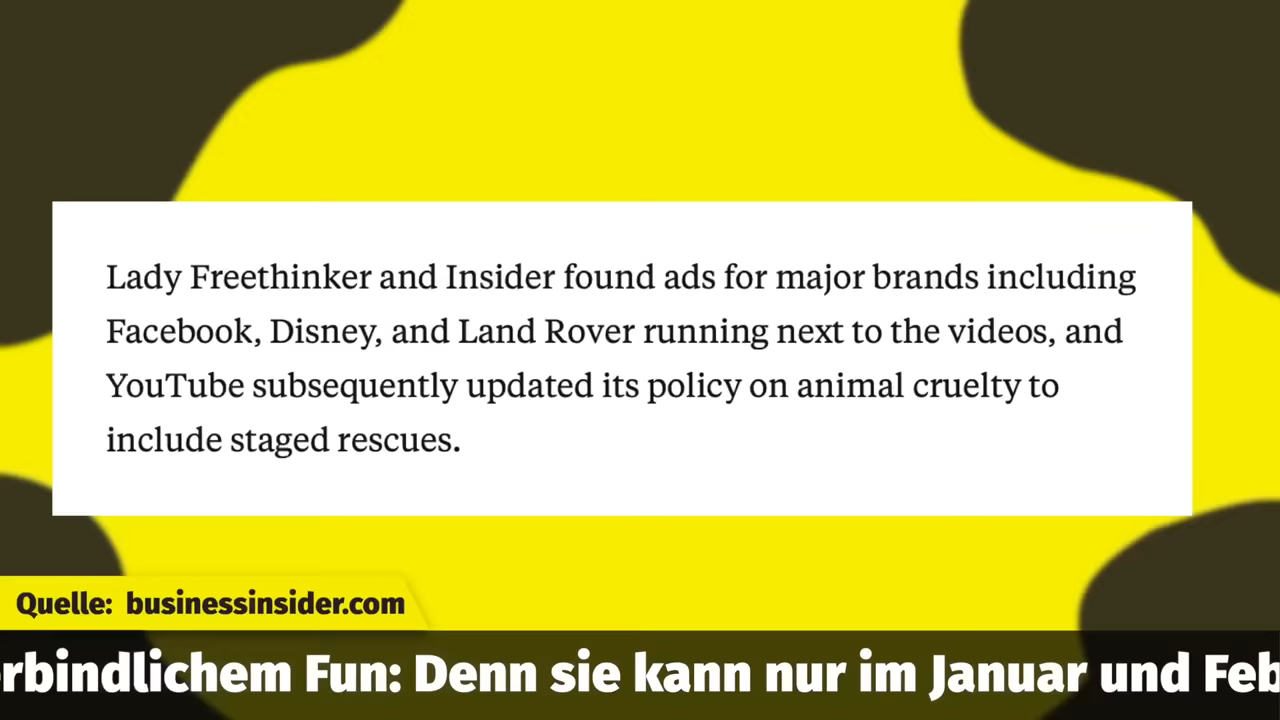 Lady Freethinker and Insider found ads for major brands including
Facebook, Disney, and Land Rover running next to the videos, and
YouTube subsequently updated its policy on animal cruelty to
include staged rescues.
Quelle: businessinsider.com
rbindlichem Fun: Denn sie kann nur im Januar und Feb